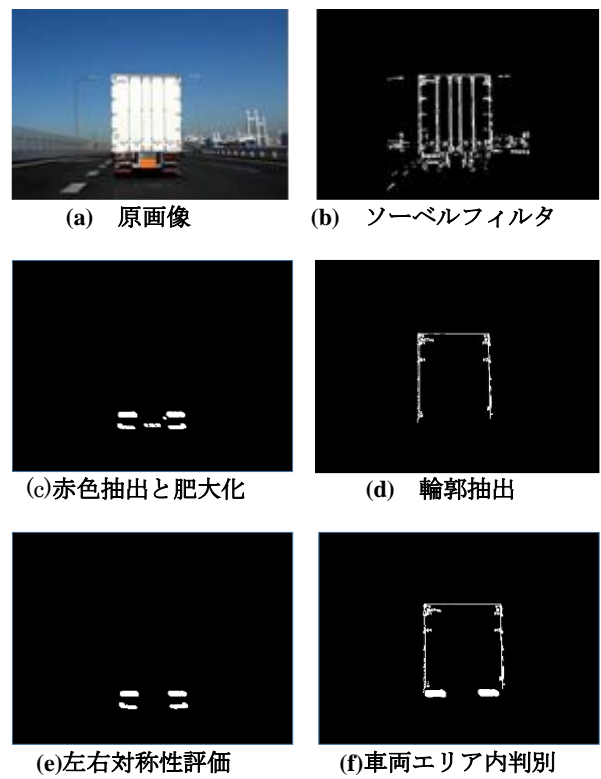 (a) 原画像
(b) ソーベルフィルタ
(c)赤色抽出と肥大化
(d) 輪郭抽出
(e)左右対称性評価
(f)車両エリア内判別